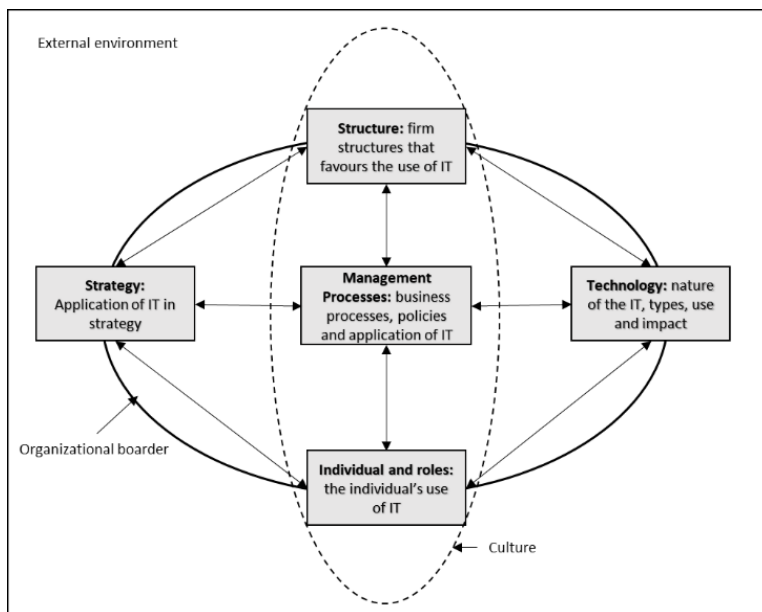 External environment
Structure: firm
structures that
favours the use of IT
Strategy:
Application of IT in
strategy
Management
Processes: business
processes, policies
and application of IT
Technology: nature
of the IT, types, use
and impact
Organizational boarder
Individual and roles:
the individual's use
of IT
Culture